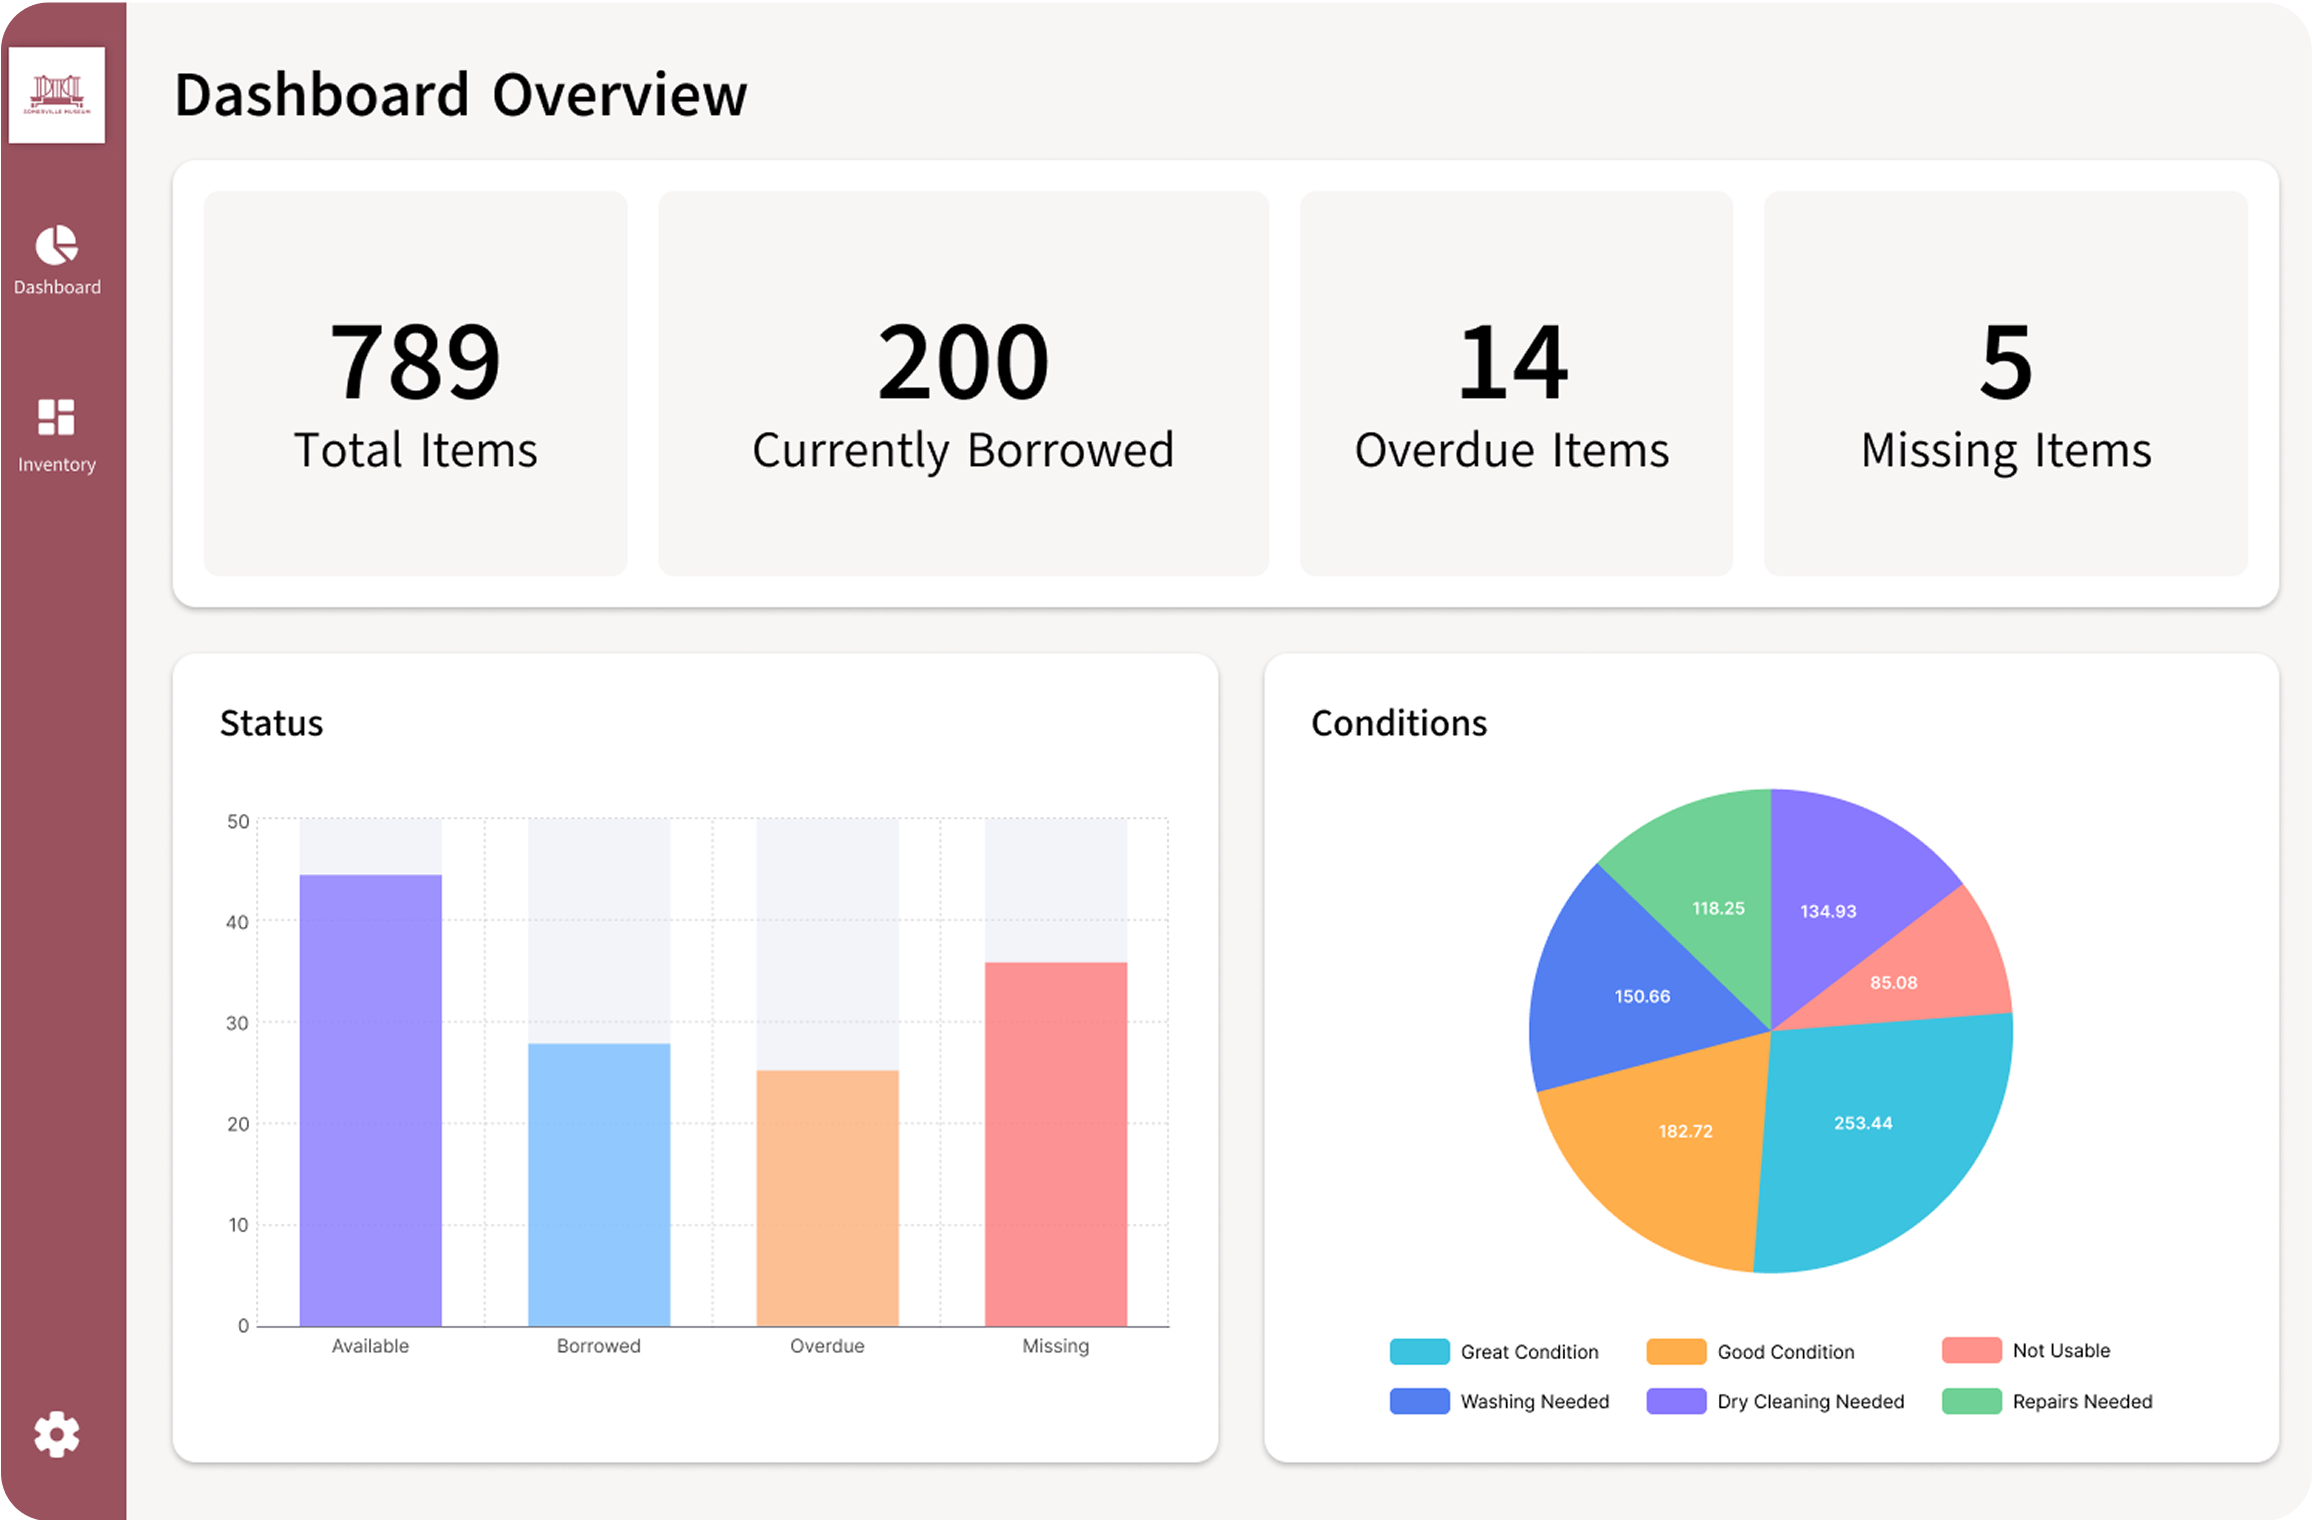 SOMERVILLE MUSEUM
Dashboard
Inventory
Dashboard Overview
789
Total Items
200
Currently Borrowed
14
Overdue Items
5
Missing Items
Status
50
40
30
20
10
0
Available
Borrowed
Overdue
Missing
Conditions
118.25
134.93
85.08
150.66
182.72
253.44
Great Condition
Good Condition
Not Usable
Washing Needed
Dry Cleaning Needed
Repairs Needed